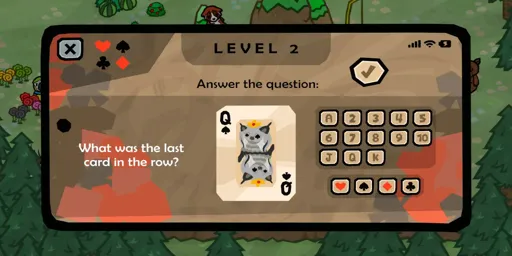 LEVEL 2
Answer the question:
What was the last
card in the row?
Q
Q
A 2 3 4 5
6 7 8 9 10
J Q K